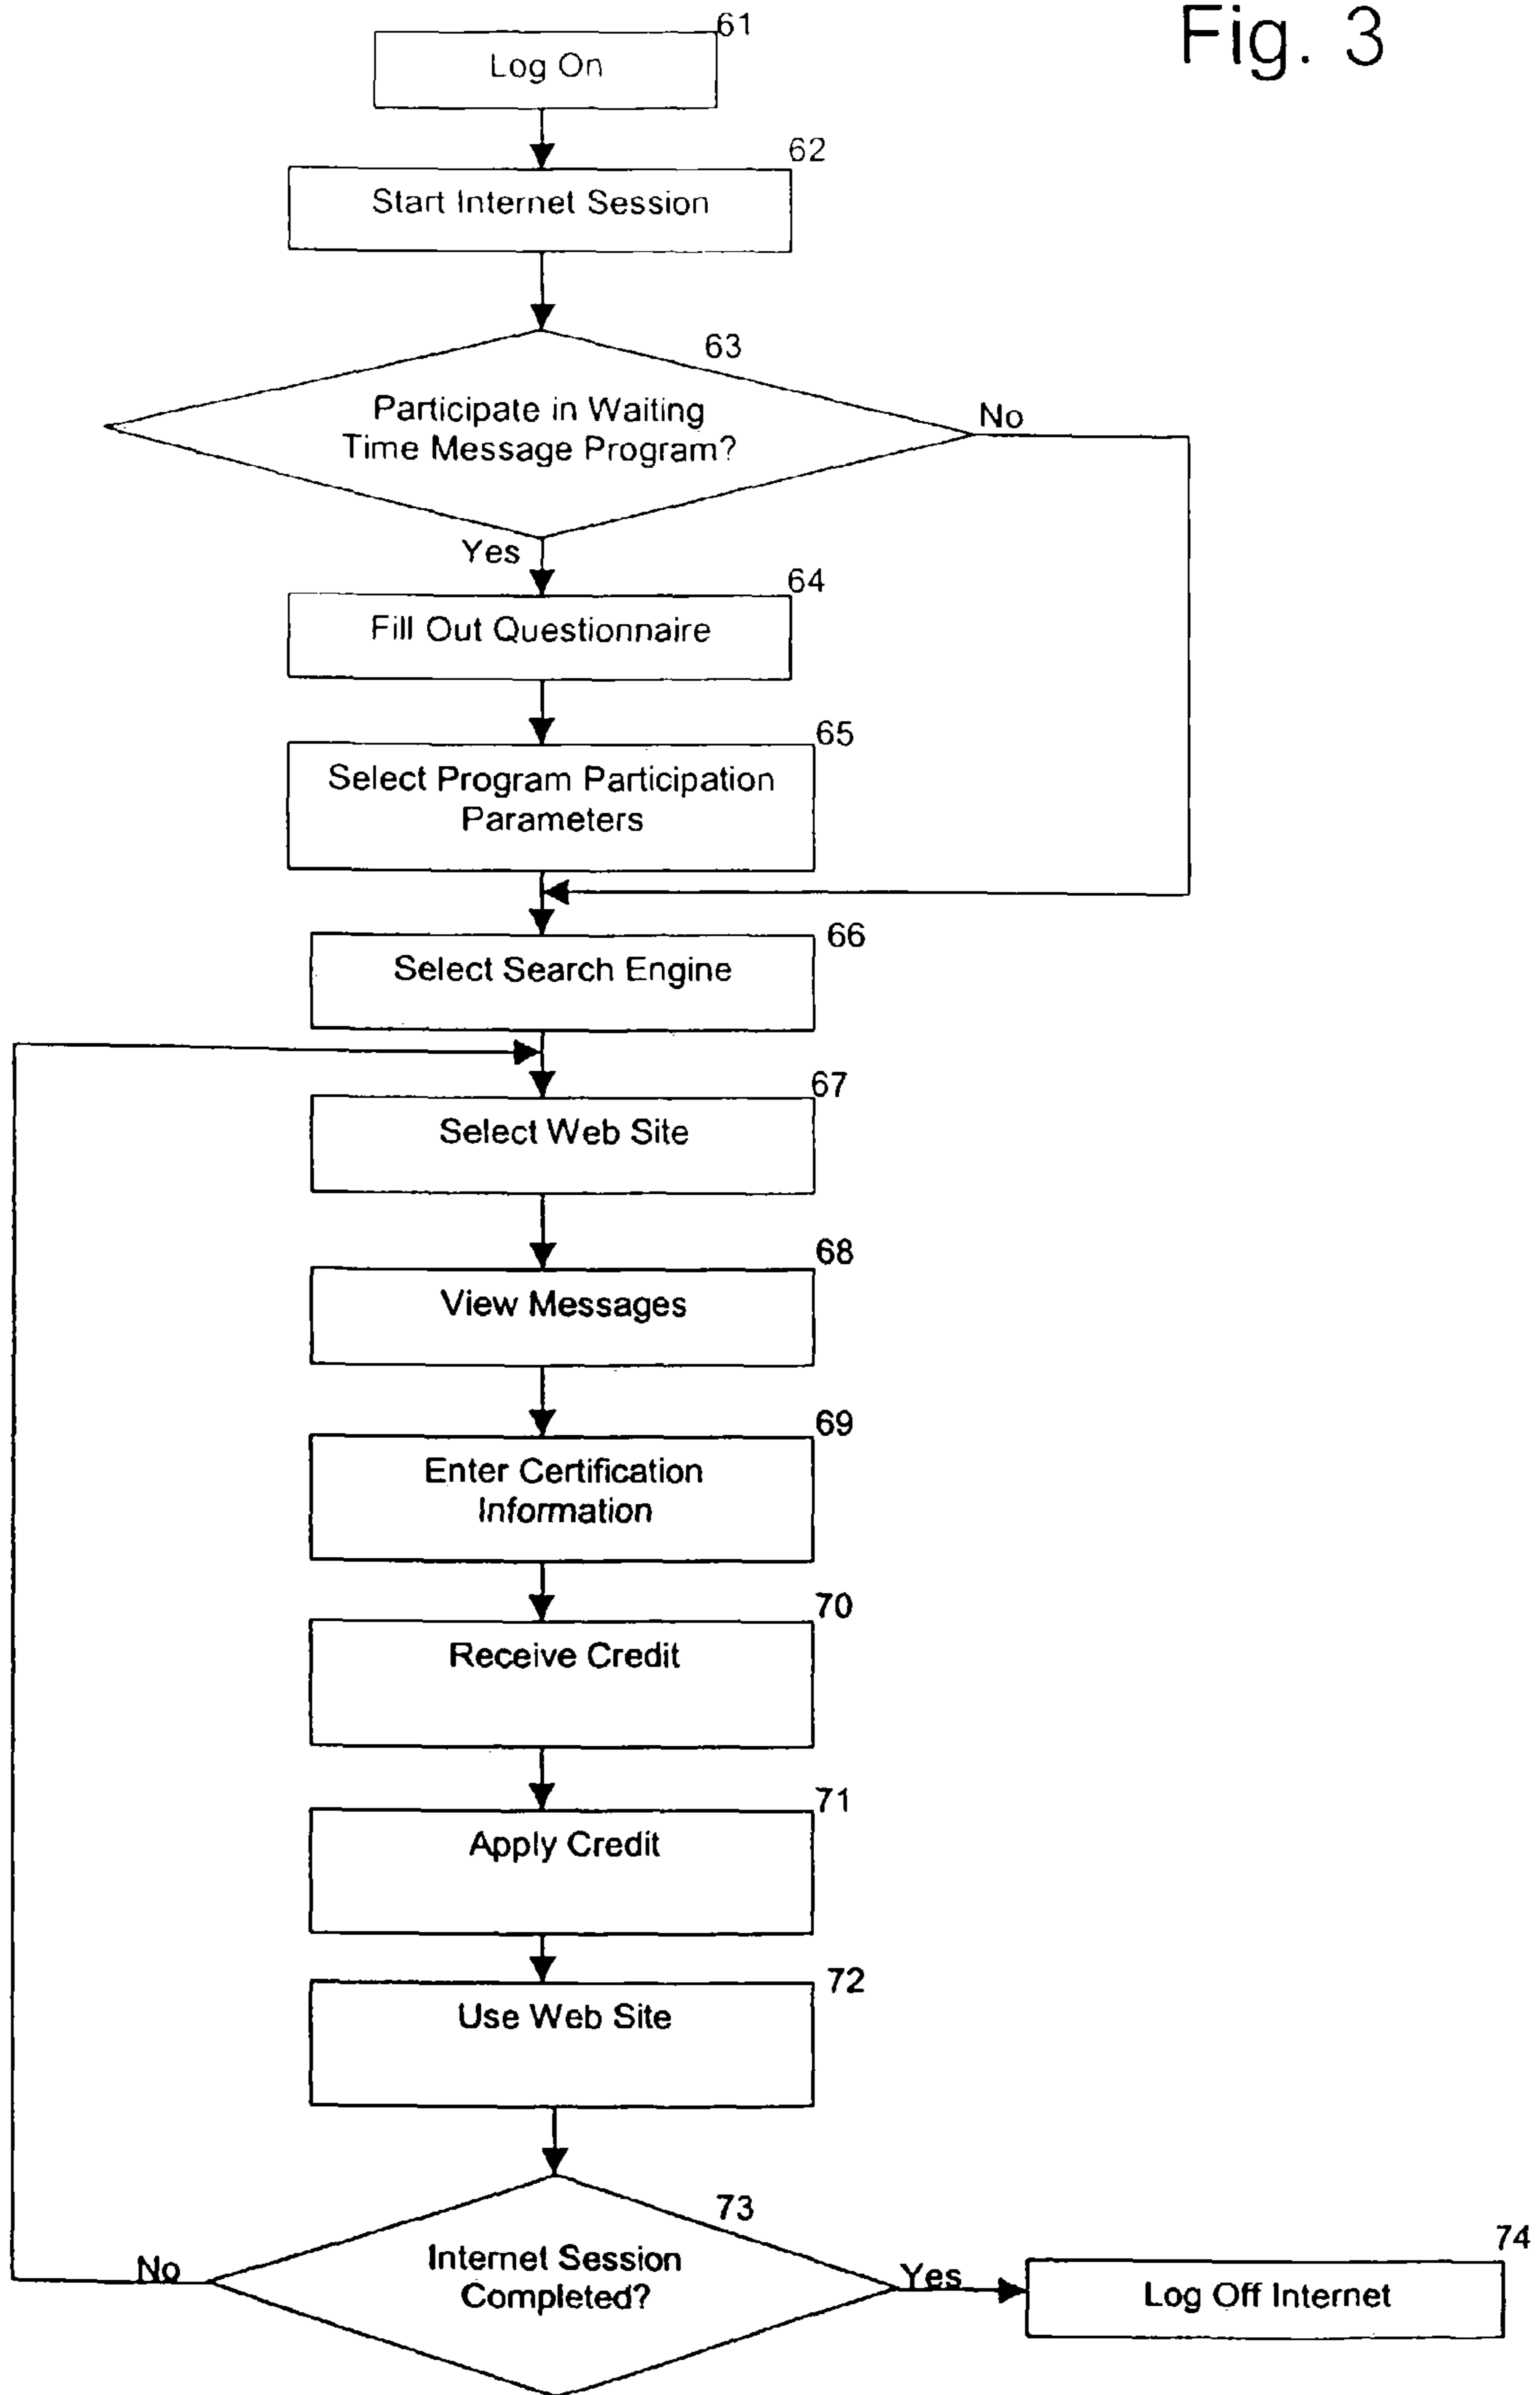 Fig. 3
61
Log On
62
Start Internet Session
63
Participate in Waiting
Time Message Program?
No
Yes
64
Fill Out Questionnaire
65
Select Program Participation
Parameters
66
Select Search Engine
67
Select Web Site
68
View Messages
69
Enter Certification
Information
70
Receive Credit
71
Apply Credit
72
Use Web Site
73
Internet Session
Completed?
No
Yes
74
Log Off Internet